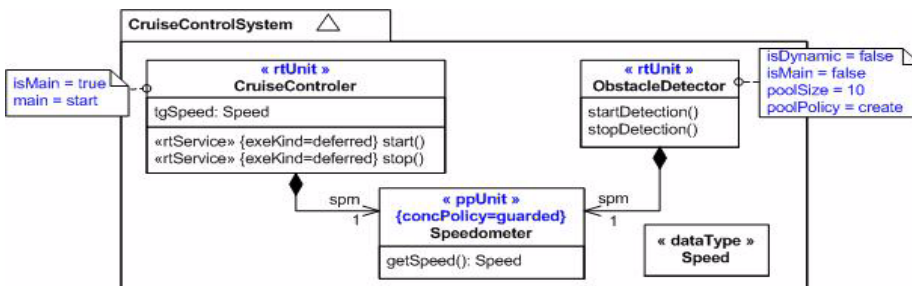 CruiseControlSystem
isMain = true
main = start
« rtUnit »
CruiseControler
tgSpeed: Speed
«rtService» {exeKind=deferred} start()
«rtService» {exeKind=deferred} stop()
« rtUnit »
ObstacleDetector
startDetection()
stopDetection()
isDynamic = false
isMain = false
poolSize = 10
poolPolicy = create
spm
1
« ppUnit »
{concPolicy=guarded}
Speedometer
getSpeed(): Speed
spm
1
« dataType »
Speed